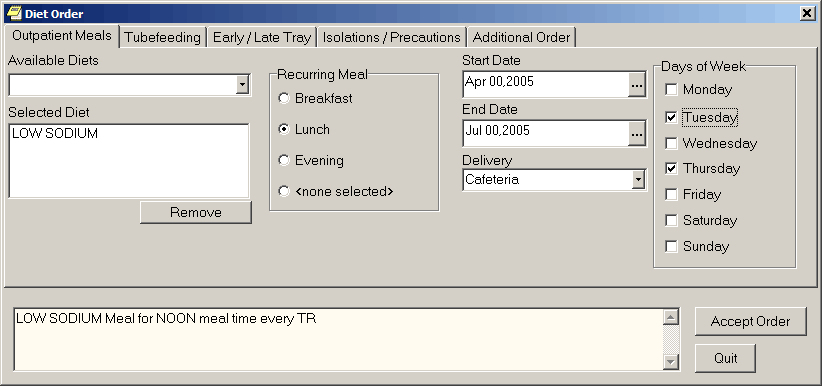 Diet Order
Outpatient Meals
Tubefeeding
Early / Late Tray
Isolations / Precautions
Additional Order
Available Diets
Selected Diet
LOW SODIUM
Remove
Recurring Meal
Breakfast
Lunch
Evening
<none selected>
Start Date
Apr 00,2005
...
End Date
Jul 00,2005
...
Delivery
Cafeteria
Days of Week
Monday
Tuesday
Wednesday
Thursday
Friday
Saturday
Sunday
LOW SODIUM Meal for NOON meal time every TR
Accept Order
Quit